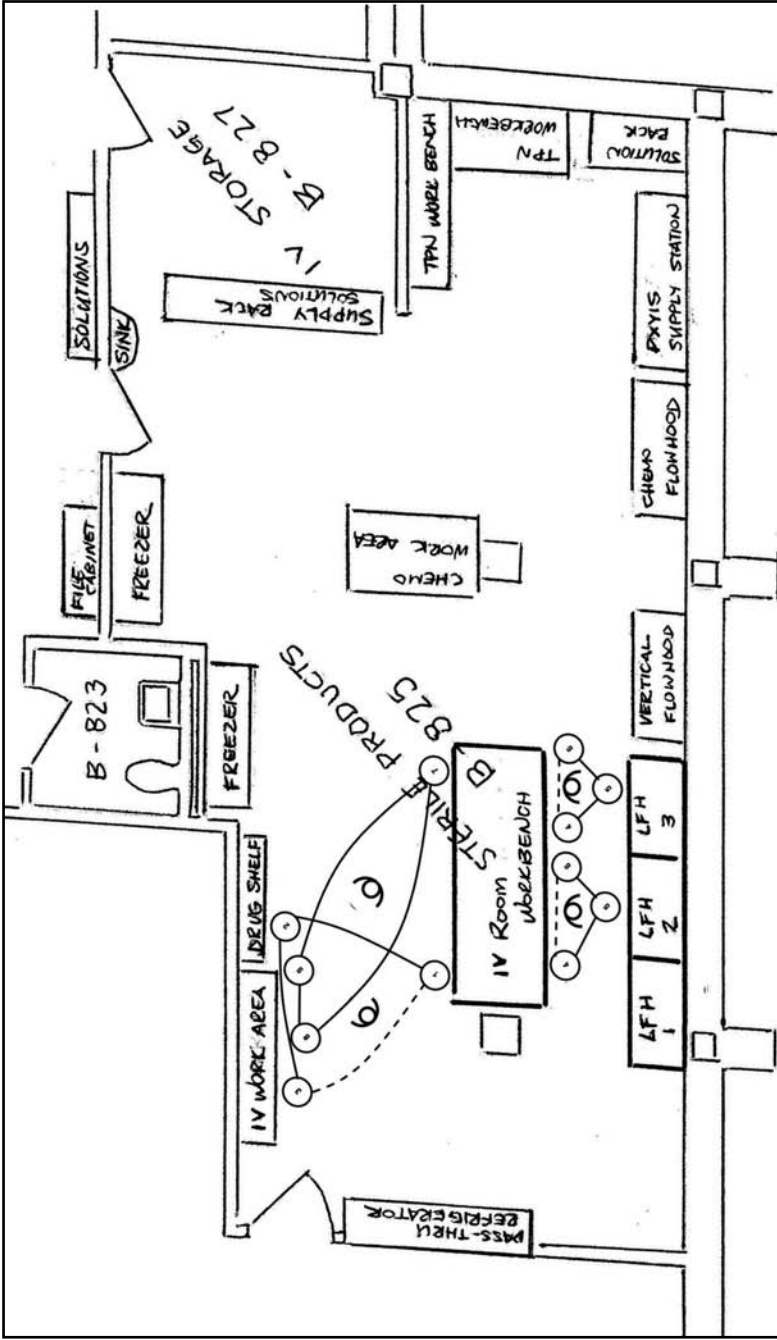 SOLUTIONS
SINK
IV STORAGE
B-827
SUPPLY RACK
SOLUTIONS
TPN WORK BENCH
TPN
WORKBENCH
SOLUTION
RACK
PXYIS
SUPPLY STATION
CHEMO
FLOWHOOD
FILE
CABINET
FREEZER
CHEMO
WORK AREA
B-823
FREEZER
STERILE PRODUCTS
B-825
VERTICAL
FLOWHOOD
DRUG SHELF
IV WORK AREA
IV ROOM
WORKBENCH
LFH
3
LFH
2
LFH
1
PASS-THRU
REFRIGERATOR